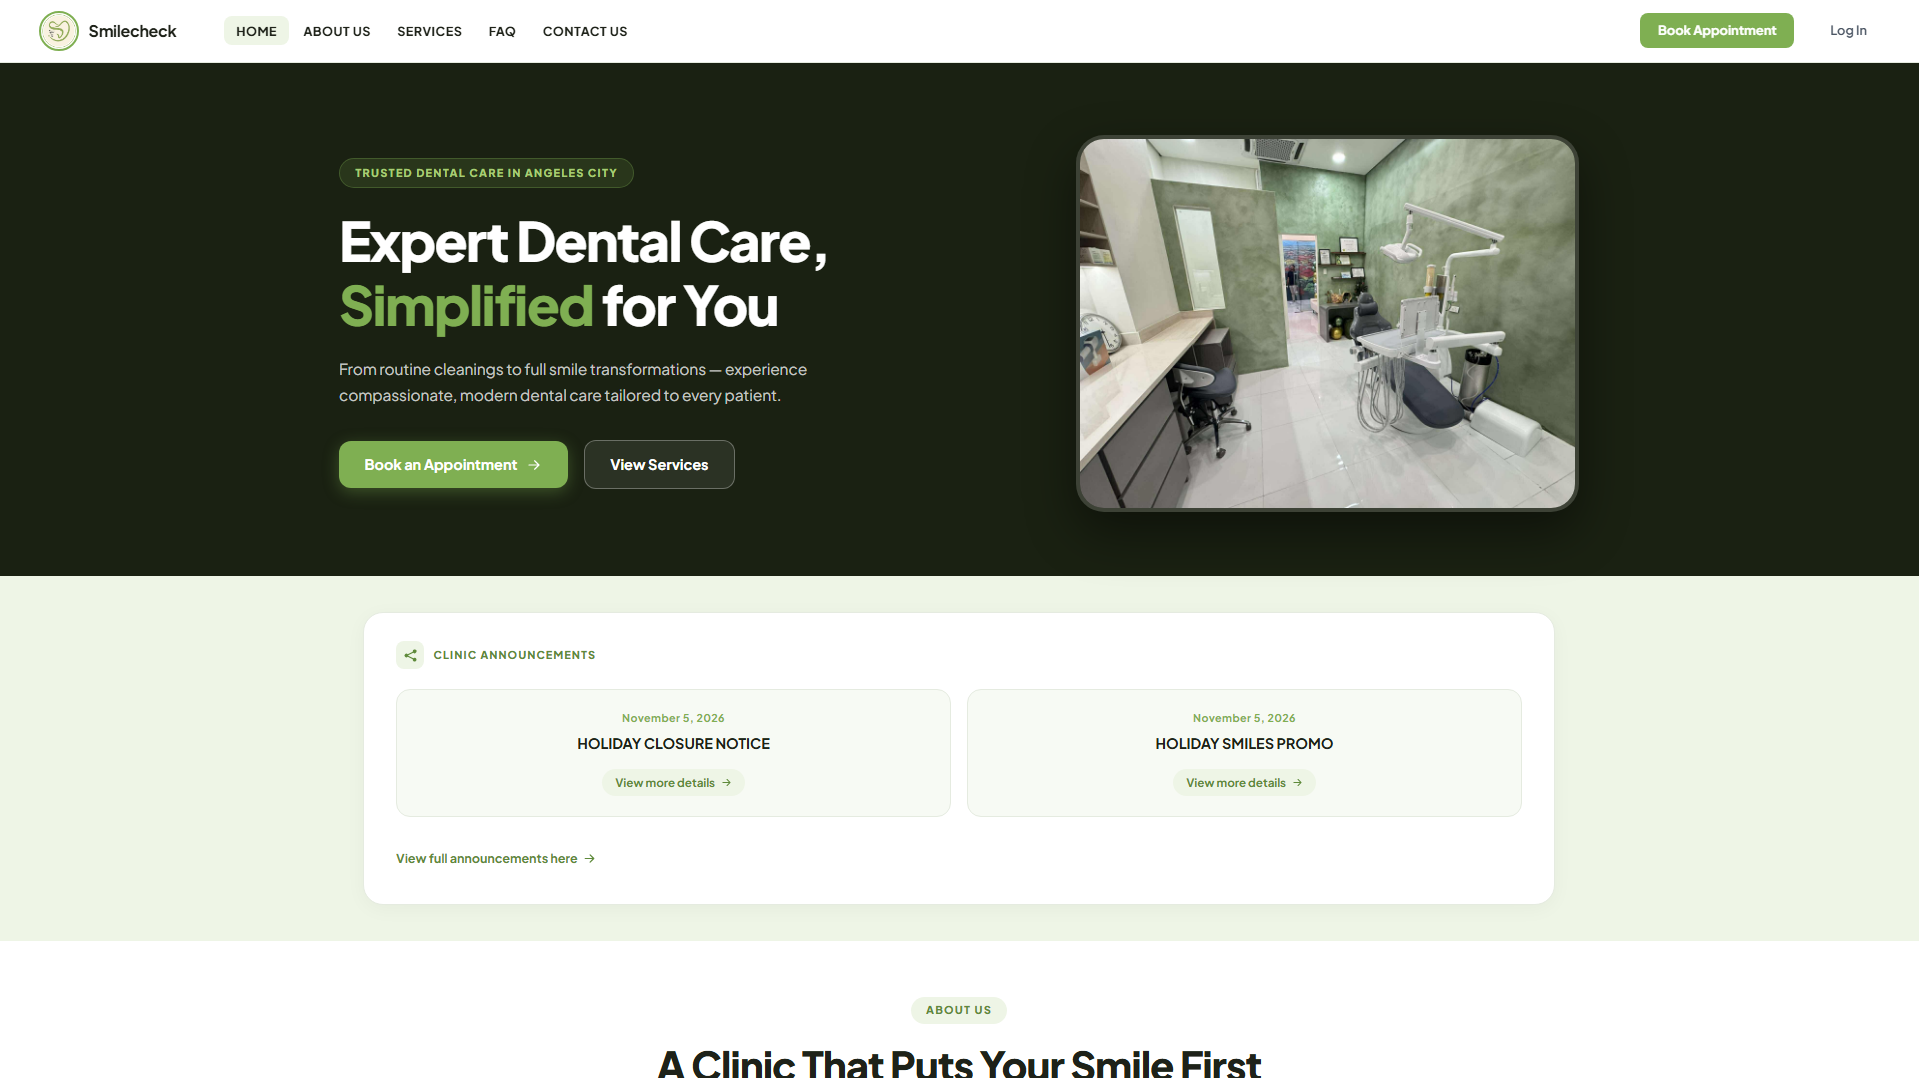 Smilecheck
HOME
ABOUT US
SERVICES
FAQ
CONTACT US
Book Appointment
Log In
TRUSTED DENTAL CARE IN ANGELES CITY
Expert Dental Care,
Simplified for You
From routine cleanings to full smile transformations — experience
compassionate, modern dental care tailored to every patient.
Book an Appointment →
View Services
CLINIC ANNOUNCEMENTS
November 5, 2026
HOLIDAY CLOSURE NOTICE
View more details →
November 5, 2026
HOLIDAY SMILES PROMO
View more details →
View full announcements here →
ABOUT US
A Clinic That Puts Your Smile First